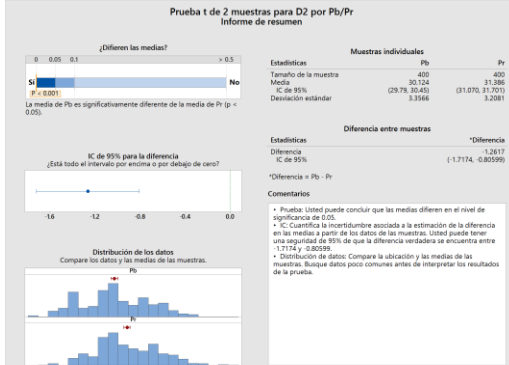 Prueba t de 2 muestras para D2 por Pb/Pr
Informe de resumen
¿Difieren las medias?
0 0.05 0.1 > 0.5
Sí No
P < 0.001
La media de Pb es significativamente diferente de la media de Pr (p <
0.05).
IC de 95% para la diferencia
¿Está todo el intervalo por encima o por debajo de cero?
-1.6 -1.2 -0.8 -0.4 0.0
Distribución de los datos
Compare los datos y las medias de las muestras.
Pb
Pr
Muestras individuales
Estadísticas Pb Pr
Tamaño de la muestra 400 400
Media 30.124 31.386
IC de 95% (29.79, 30.45) (31.070, 31.701)
Desviación estándar 3.3566 3.2081
Diferencia entre muestras
Estadísticas *Diferencia
Diferencia -1.2617
IC de 95% (-1.7174, -0.80599)
*Diferencia = Pb - Pr
Comentarios
• Prueba: Usted puede concluir que las medias difieren en el nivel de
significancia de 0.05.
• IC: Cuantifica la incertidumbre asociada a la estimación de la diferencia
en las medias a partir de los datos de las muestras. Usted puede tener
una seguridad de 95% de que la diferencia verdadera se encuentra entre
-1.7174 y -0.80599.
• Distribución de datos: Compare la ubicación y las medias de las
muestras. Busque datos poco comunes antes de interpretar los resultados
de la prueba.